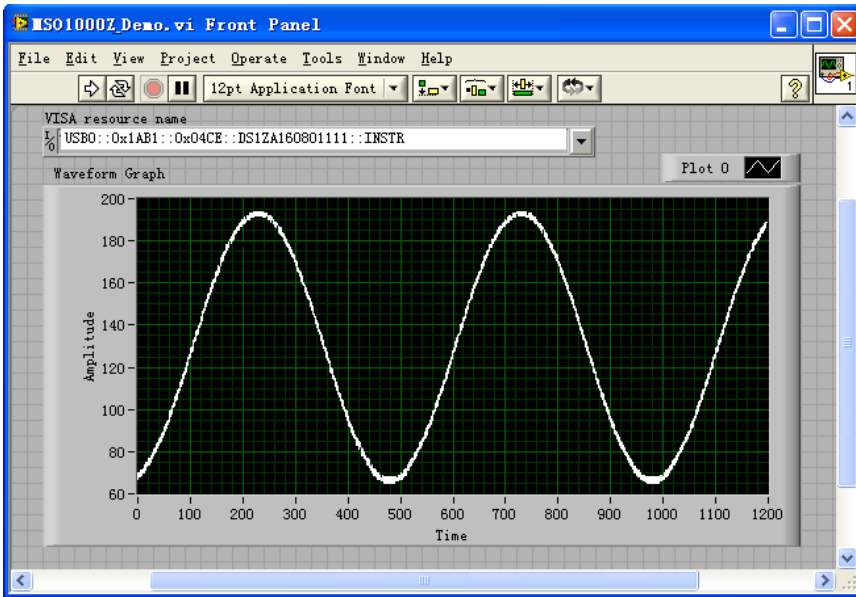 MSO1000Z_Demo.vi Front Panel
File Edit View Project Operate Tools Window Help
12pt Application Font
?
1
VISA resource name
I/O
USB0::0x1AB1::0x04CE::DS1ZA160801111::INSTR
Plot 0
Waveform Graph
200
180
160
140
120
100
80
60
Amplitude
0 100 200 300 400 500 600 700 800 900 1000 1100 1200
Time